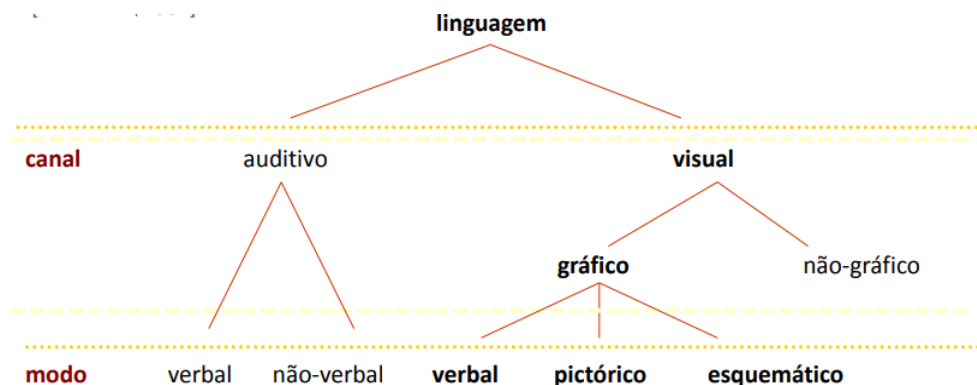 linguagem
canal auditivo visual
gráfico não-gráfico
modo verbal não-verbal verbal pictórico esquemático